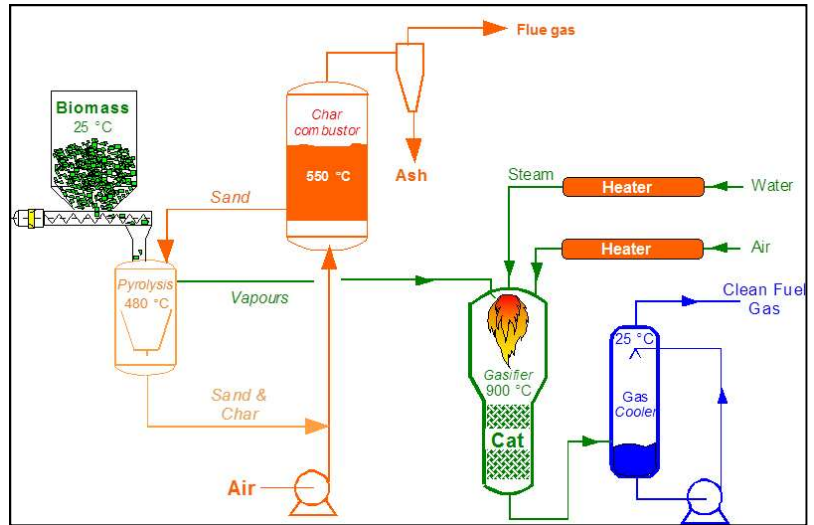 Flue gas
Biomass
25 °C
Char
combustor
550 °C
Ash
Steam
Heater
Water
Sand
Heater
Air
Pyrolysis
480 °C
Vapours
Clean Fuel
Gas
25 °C
Gasifier
900 °C
Gas
Cooler
Sand &
Char
Cat
Air